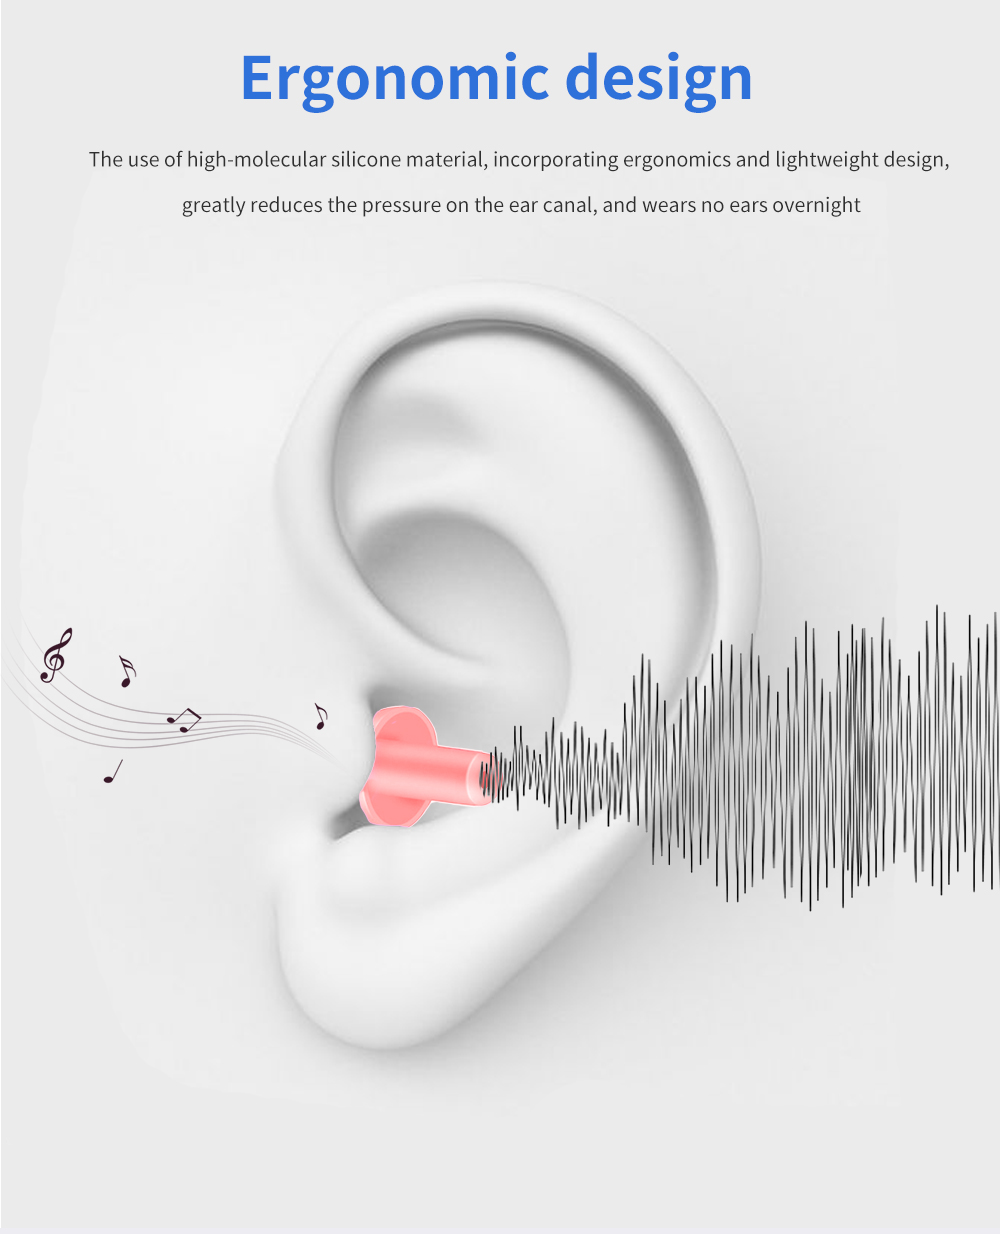 Ergonomic design
The use of high-molecular silicone material, incorporating ergonomics and lightweight design,
greatly reduces the pressure on the ear canal, and wears no ears overnight